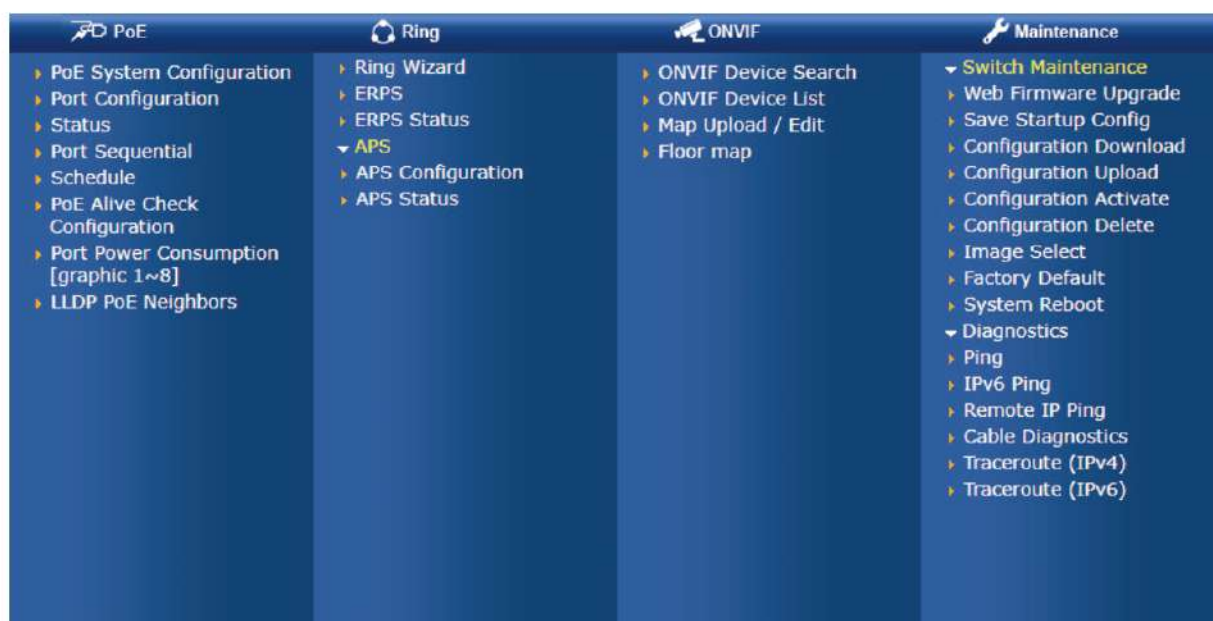 PoE
PoE System Configuration
Port Configuration
Status
Port Sequential
Schedule
PoE Alive Check
Configuration
Port Power Consumption
[graphic 1~8]
LLDP PoE Neighbors
Ring
Ring Wizard
ERPS
ERPS Status
APS
APS Configuration
APS Status
ONVIF
ONVIF Device Search
ONVIF Device List
Map Upload / Edit
Floor map
Maintenance
Switch Maintenance
Web Firmware Upgrade
Save Startup Config
Configuration Download
Configuration Upload
Configuration Activate
Configuration Delete
Image Select
Factory Default
System Reboot
Diagnostics
Ping
IPv6 Ping
Remote IP Ping
Cable Diagnostics
Traceroute (IPv4)
Traceroute (IPv6)